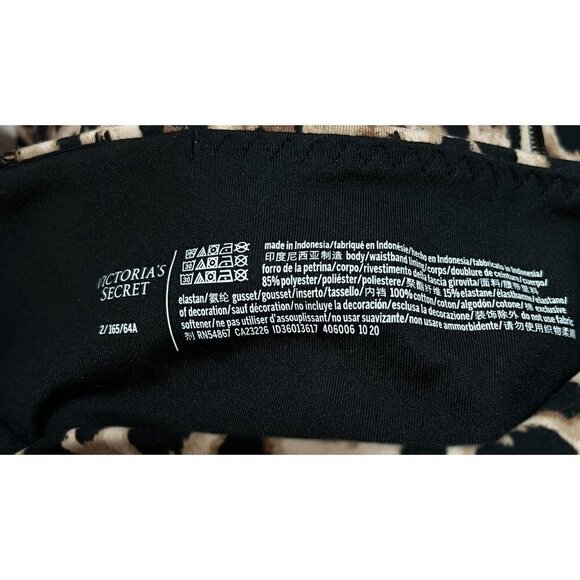 VICTORIA'S
SECRET
2/165/64A
made in Indonesia/fabriqué en Indonésie/hecho en Indonesia/fabbricato in Indonesia/
印度尼西亚制造 body/waistband lining/corps/doublure de ceinture/cuerpo/
forro de la petrina/corpo/rivestimento della fascia girovita/面料/腰带面料
85% polyester/poliéster/poliestere/聚酯纤维 15% elastane/élasthanne/elastano/
elastan/氨纶 gusset/gousset/inserto/tassello/内裆 100% cotton/coton/algodón/cotone/棉 exclusive
of decoration/sauf décoration/no incluye decoración/esclusa la decorazione/装饰除外 do not use fabric
softener/ne pas utiliser d'assouplissant/no usar suavizante/non usare ammorbidente/请勿使用织物柔顺
剂 RN54867 CA23226 ID36013617 406006 10 20